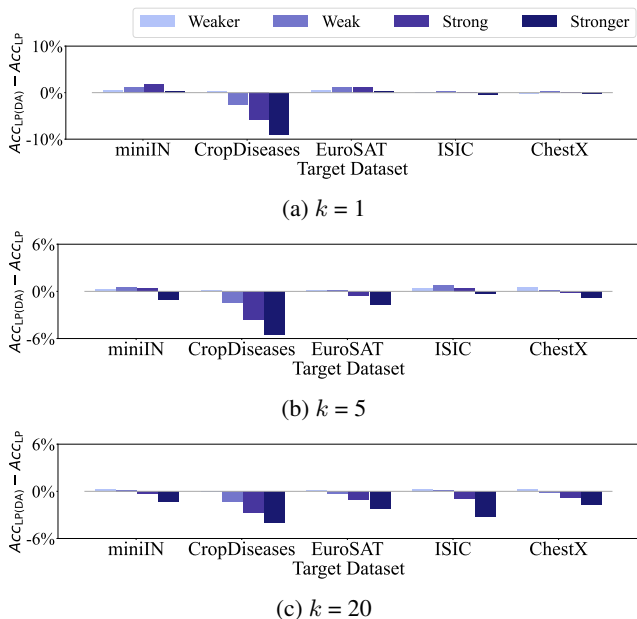 Weaker Weak Strong Stronger
Acc_LP(DA) − Acc_LP
10%
0%
-10%
miniIN CropDiseases EuroSAT ISIC ChestX
Target Dataset
(a) k = 1
Acc_LP(DA) − Acc_LP
6%
0%
-6%
miniIN CropDiseases EuroSAT ISIC ChestX
Target Dataset
(b) k = 5
Acc_LP(DA) − Acc_LP
6%
0%
-6%
miniIN CropDiseases EuroSAT ISIC ChestX
Target Dataset
(c) k = 20